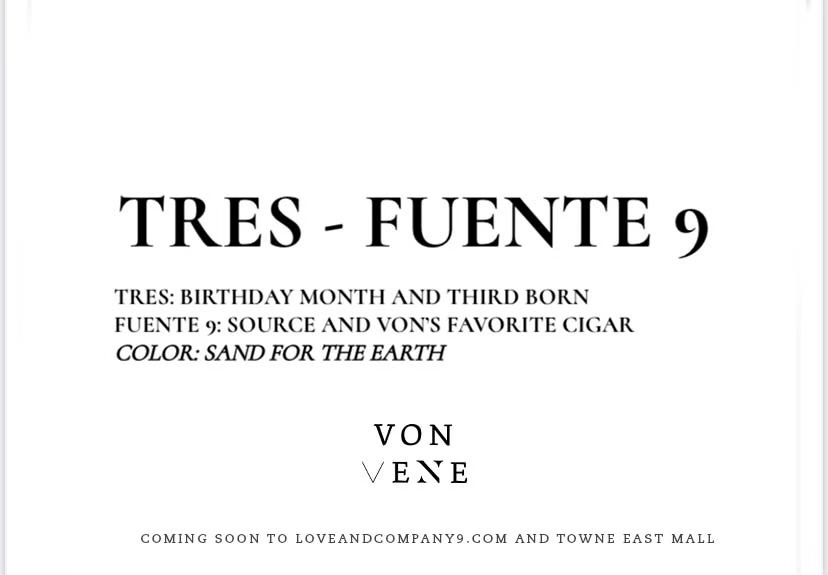 TRES - FUENTE 9
TRES: BIRTHDAY MONTH AND THIRD BORN
FUENTE 9: SOURCE AND VON'S FAVORITE CIGAR
COLOR: SAND FOR THE EARTH
VON
VENE
COMING SOON TO LOVEANDCOMPANY9.COM AND TOWNE EAST MALL